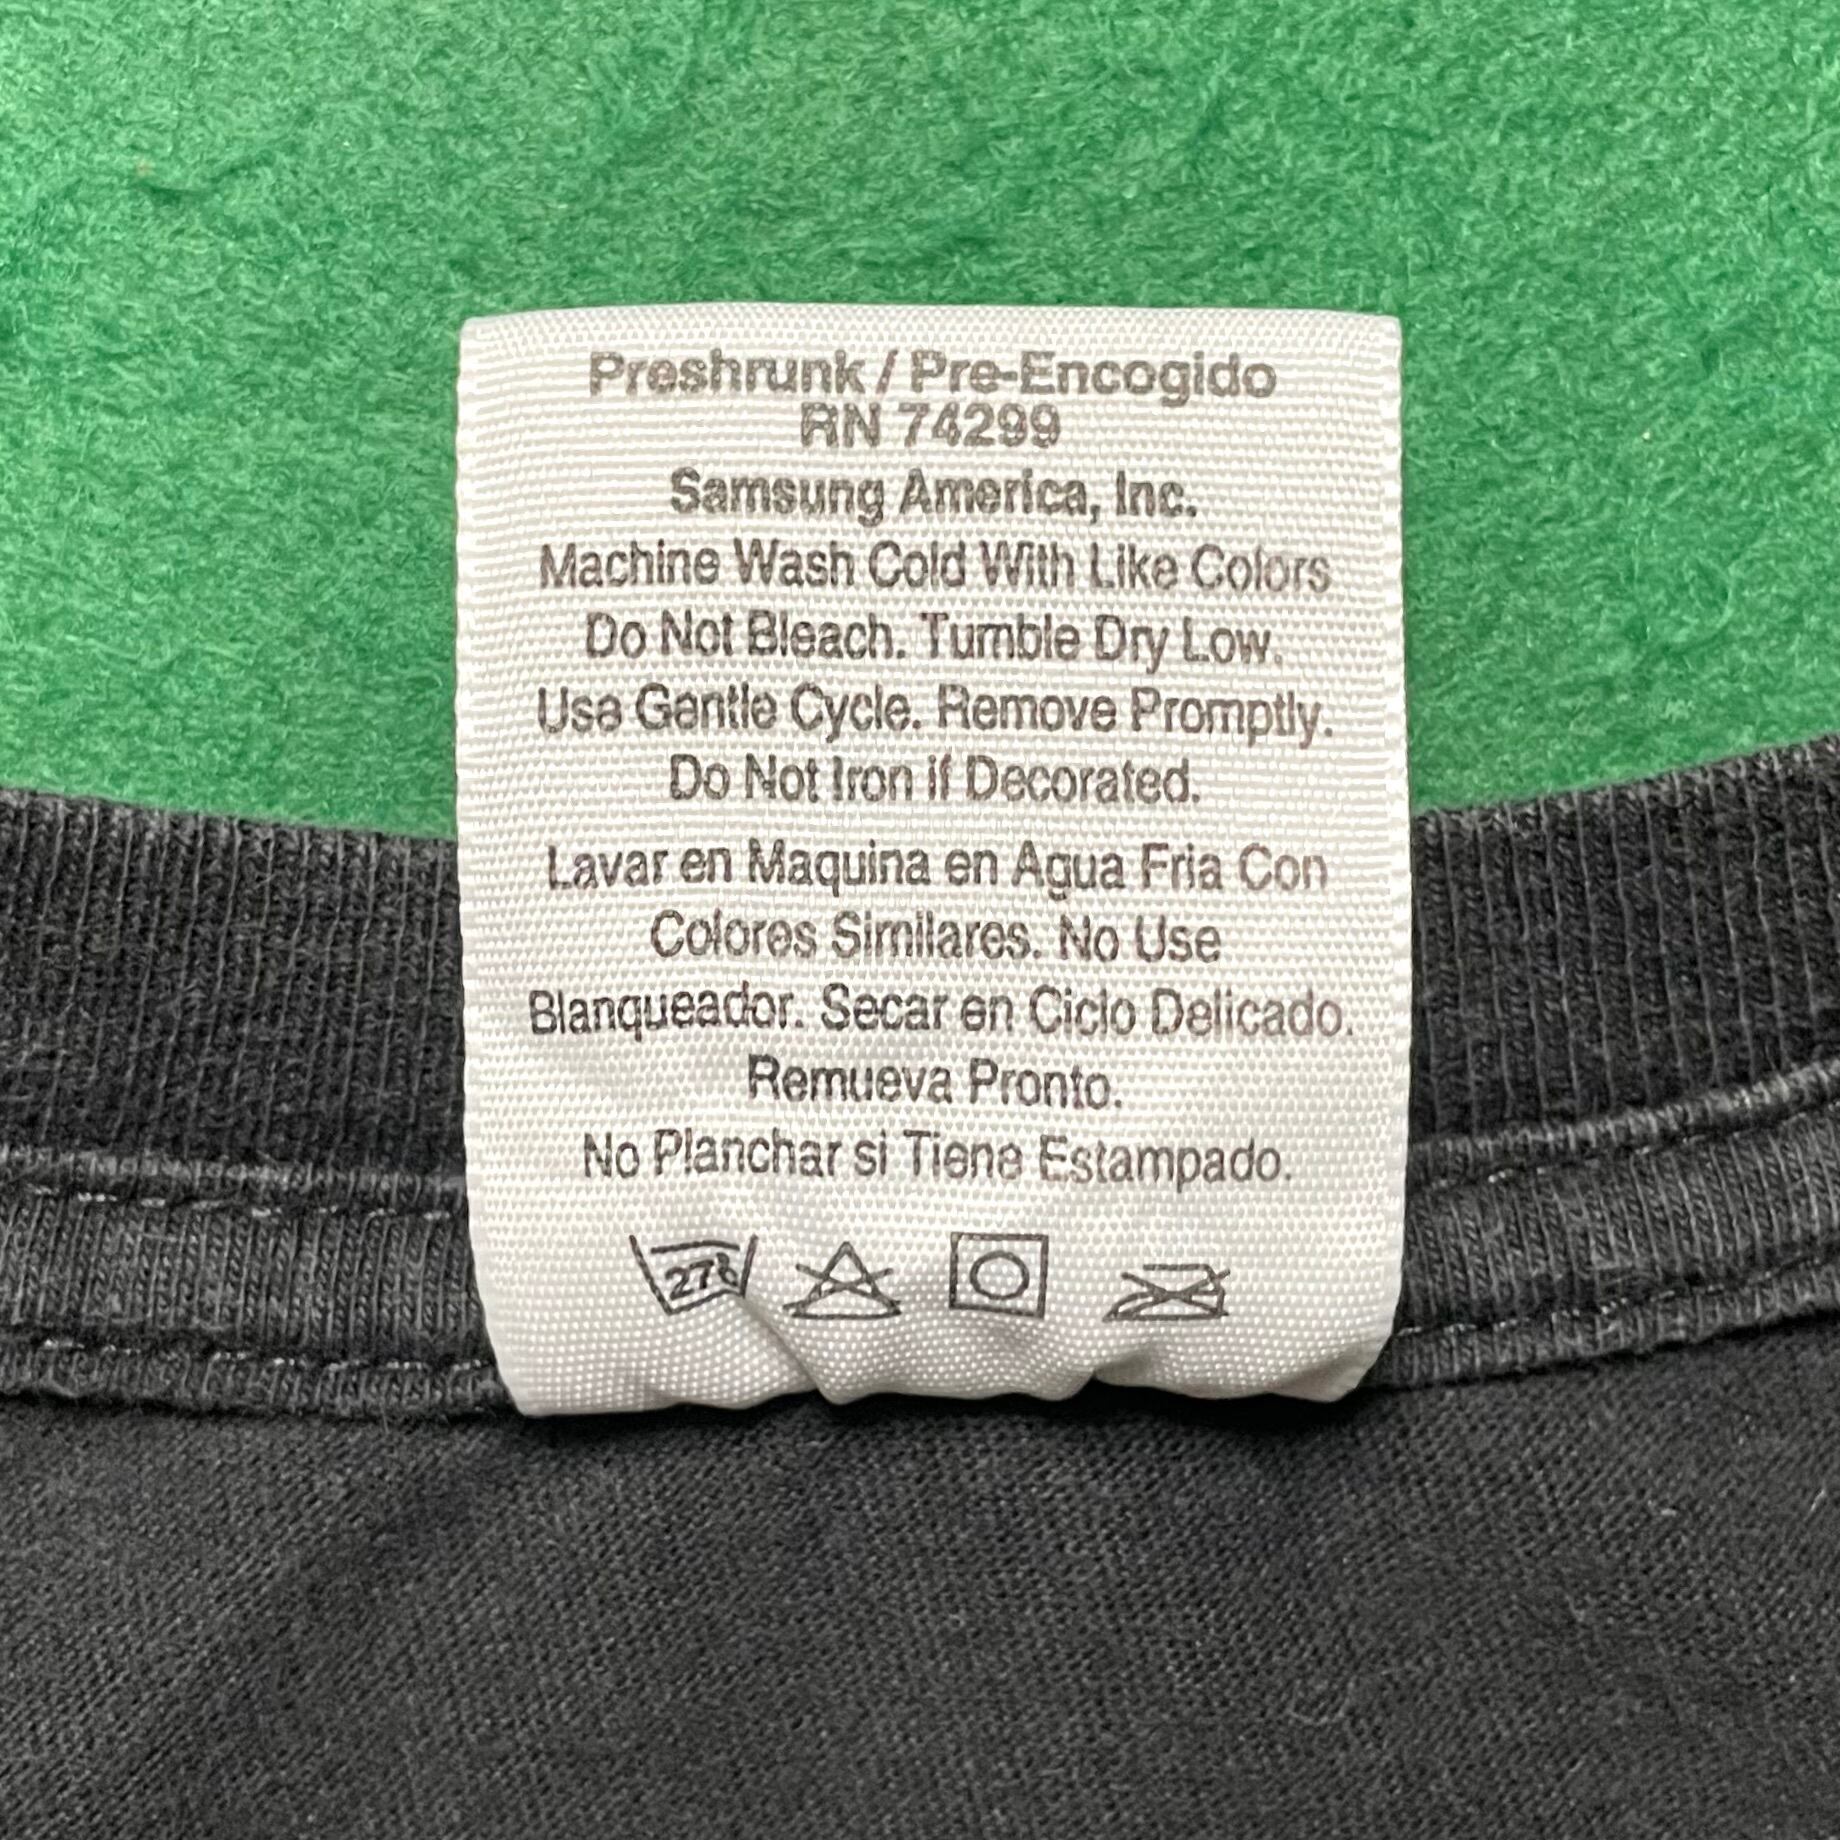 Preshrunk / Pre-Encogido
RN 74299
Samsung America, Inc.
Machine Wash Cold With Like Colors
Do Not Bleach. Tumble Dry Low.
Use Gentle Cycle. Remove Promptly.
Do Not Iron if Decorated.
Lavar en Maquina en Agua Fria Con
Colores Similares. No Use
Blanqueador. Secar en Ciclo Delicado.
Remueva Pronto.
No Planchar si Tiene Estampado.